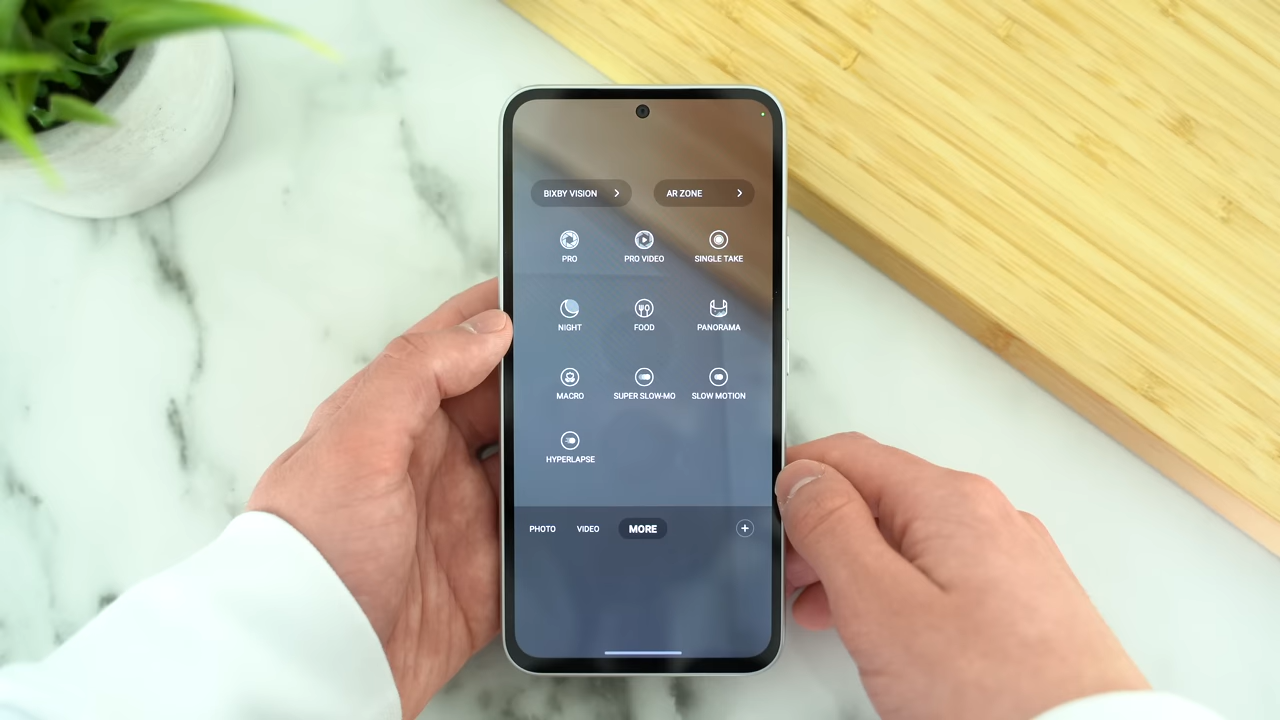 BIXBY VISION
AR ZONE
PRO
PRO VIDEO
SINGLE TAKE
NIGHT
FOOD
PANORAMA
MACRO
SUPER SLOW-MO
SLOW MOTION
HYPERLAPSE
PHOTO
VIDEO
MORE